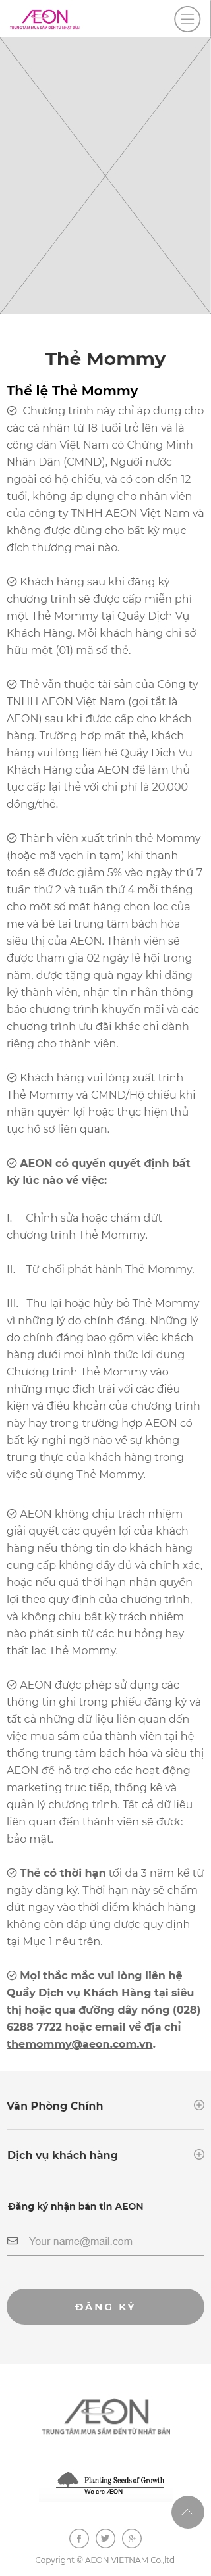 ÆON
TRUNG TÂM MUA SẮM ĐẾN TỪ NHẬT BẢN
Thẻ Mommy
Thể lệ Thẻ Mommy
Chương trình này chỉ áp dụng cho
các cá nhân từ 18 tuổi trở lên và là
công dân Việt Nam có Chứng Minh
Nhân Dân (CMND), Người nước
ngoài có hộ chiếu, và có con đến 12
tuổi, không áp dụng cho nhân viên
của công ty TNHH AEON Việt Nam và
không được dùng cho bất kỳ mục
đích thương mại nào.
Khách hàng sau khi đăng ký
chương trình sẽ được cấp miễn phí
một Thẻ Mommy tại Quầy Dịch Vụ
Khách Hàng. Mỗi khách hàng chỉ sở
hữu một (01) mã số thẻ.
Thẻ vẫn thuộc tài sản của Công ty
TNHH AEON Việt Nam (gọi tắt là
AEON) sau khi được cấp cho khách
hàng. Trường hợp mất thẻ, khách
hàng vui lòng liên hệ Quầy Dịch Vụ
Khách Hàng của AEON để làm thủ
tục cấp lại thẻ với chi phí là 20.000
đồng/thẻ.
Thành viên xuất trình thẻ Mommy
(hoặc mã vạch in tạm) khi thanh
toán sẽ được giảm 5% vào ngày thứ 7
tuần thứ 2 và tuần thứ 4 mỗi tháng
cho một số mặt hàng chọn lọc của
mẹ và bé tại trung tâm bách hóa
siêu thị của AEON. Thành viên sẽ
được tham gia 02 ngày lễ hội trong
năm, được tặng quà ngay khi đăng
ký thành viên, nhận tin nhắn thông
báo chương trình khuyến mãi và các
chương trình ưu đãi khác chỉ dành
riêng cho thành viên.
Khách hàng vui lòng xuất trình
Thẻ Mommy và CMND/Hộ chiếu khi
nhận quyền lợi hoặc thực hiện thủ
tục hồ sơ liên quan.
AEON có quyền quyết định bất
kỳ lúc nào về việc:
I. Chỉnh sửa hoặc chấm dứt
chương trình Thẻ Mommy.
II. Từ chối phát hành Thẻ Mommy.
III. Thu lại hoặc hủy bỏ Thẻ Mommy
vì những lý do chính đáng. Những lý
do chính đáng bao gồm việc khách
hàng dưới mọi hình thức lợi dụng
Chương trình Thẻ Mommy vào
những mục đích trái với các điều
kiện và điều khoản của chương trình
này hay trong trường hợp AEON có
bất kỳ nghi ngờ nào về sự không
trung thực của khách hàng trong
việc sử dụng Thẻ Mommy.
AEON không chịu trách nhiệm
giải quyết các quyền lợi của khách
hàng nếu thông tin do khách hàng
cung cấp không đầy đủ và chính xác,
hoặc nếu quá thời hạn nhận quyền
lợi theo quy định của chương trình,
và không chịu bất kỳ trách nhiệm
nào phát sinh từ các hư hỏng hay
thất lạc Thẻ Mommy.
AEON được phép sử dụng các
thông tin ghi trong phiếu đăng ký và
tất cả những dữ liệu liên quan đến
việc mua sắm của thành viên tại hệ
thống trung tâm bách hóa và siêu thị
AEON để hỗ trợ cho các hoạt động
marketing trực tiếp, thống kê và
quản lý chương trình. Tất cả dữ liệu
liên quan đến thành viên sẽ được
bảo mật.
Thẻ có thời hạn tối đa 3 năm kể từ
ngày đăng ký. Thời hạn này sẽ chấm
dứt ngay vào thời điểm khách hàng
không còn đáp ứng được quy định
tại Mục 1 nêu trên.
Mọi thắc mắc vui lòng liên hệ
Quầy Dịch vụ Khách Hàng tại siêu
thị hoặc qua đường dây nóng (028)
6288 7722 hoặc email về địa chỉ
themommy@aeon.com.vn.
Văn Phòng Chính
Dịch vụ khách hàng
Đăng ký nhận bản tin AEON
Your name@mail.com
ĐĂNG KÝ
ÆON
TRUNG TÂM MUA SẮM ĐẾN TỪ NHẬT BẢN
Planting Seeds of Growth
We are ÆON
Copyright © AEON VIETNAM Co.,ltd